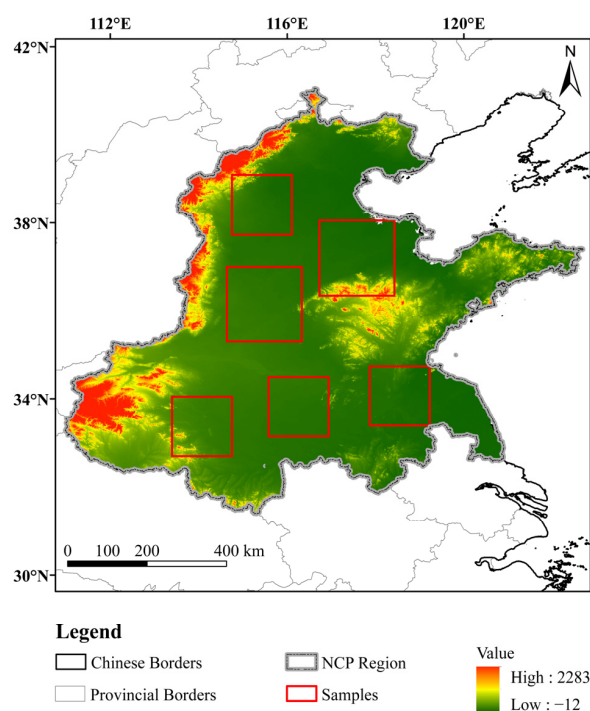 112°E 116°E 120°E
42°N
N
38°N
34°N
0 100 200 400 km
30°N
Legend
Chinese Borders
NCP Region
Provincial Borders
Samples
Value
High : 2283
Low : −12